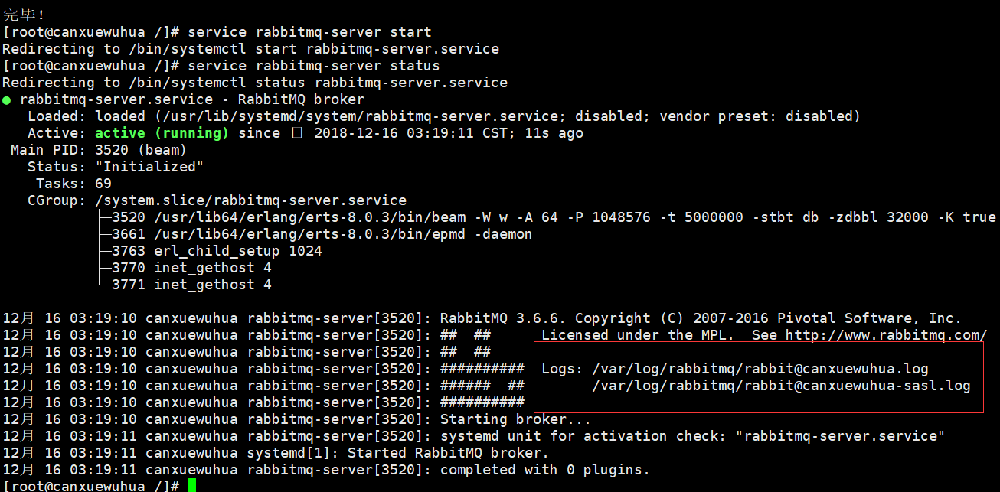 完毕!
[root@canxuewuhua /]# service rabbitmq-server start
Redirecting to /bin/systemctl start rabbitmq-server.service
[root@canxuewuhua /]# service rabbitmq-server status
Redirecting to /bin/systemctl status rabbitmq-server.service
● rabbitmq-server.service - RabbitMQ broker
   Loaded: loaded (/usr/lib/systemd/system/rabbitmq-server.service; disabled; vendor preset: disabled)
   Active: active (running) since 日 2018-12-16 03:19:11 CST; 11s ago
 Main PID: 3520 (beam)
   Status: "Initialized"
    Tasks: 69
   CGroup: /system.slice/rabbitmq-server.service
           ├─3520 /usr/lib64/erlang/erts-8.0.3/bin/beam -W w -A 64 -P 1048576 -t 5000000 -stbt db -zdbbl 32000 -K true
           ├─3661 /usr/lib64/erlang/erts-8.0.3/bin/epmd -daemon
           ├─3763 erl_child_setup 1024
           ├─3770 inet_gethost 4
           └─3771 inet_gethost 4
12月 16 03:19:10 canxuewuhua rabbitmq-server[3520]: RabbitMQ 3.6.6. Copyright (C) 2007-2016 Pivotal Software, Inc.
12月 16 03:19:10 canxuewuhua rabbitmq-server[3520]: ##  ##      Licensed under the MPL.  See http://www.rabbitmq.com/
12月 16 03:19:10 canxuewuhua rabbitmq-server[3520]: ##  ##
12月 16 03:19:10 canxuewuhua rabbitmq-server[3520]: ##########  Logs: /var/log/rabbitmq/rabbit@canxuewuhua.log
12月 16 03:19:10 canxuewuhua rabbitmq-server[3520]: ######  ##        /var/log/rabbitmq/rabbit@canxuewuhua-sasl.log
12月 16 03:19:10 canxuewuhua rabbitmq-server[3520]: ##########
12月 16 03:19:10 canxuewuhua rabbitmq-server[3520]: Starting broker...
12月 16 03:19:11 canxuewuhua rabbitmq-server[3520]: systemd unit for activation check: "rabbitmq-server.service"
12月 16 03:19:11 canxuewuhua systemd[1]: Started RabbitMQ broker.
12月 16 03:19:11 canxuewuhua rabbitmq-server[3520]: completed with 0 plugins.
[root@canxuewuhua /]#